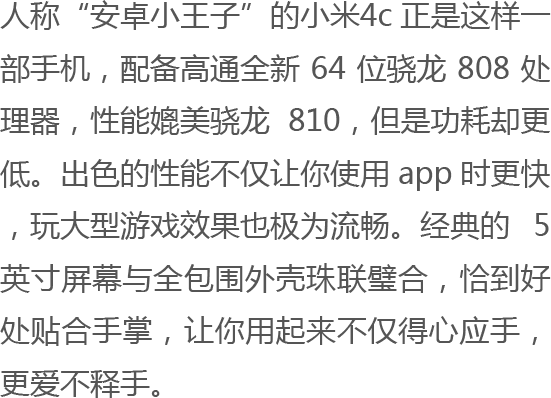 人称“安卓小王子”的小米4c 正是这样一
部手机，配备高通全新 64 位骁龙 808 处
理器，性能媲美骁龙 810，但是功耗却更
低。出色的性能不仅让你使用 app 时更快
，玩大型游戏效果也极为流畅。经典的 5
英寸屏幕与全包围外壳珠联璧合，恰到好
处贴合手掌，让你用起来不仅得心应手，
更爱不释手。